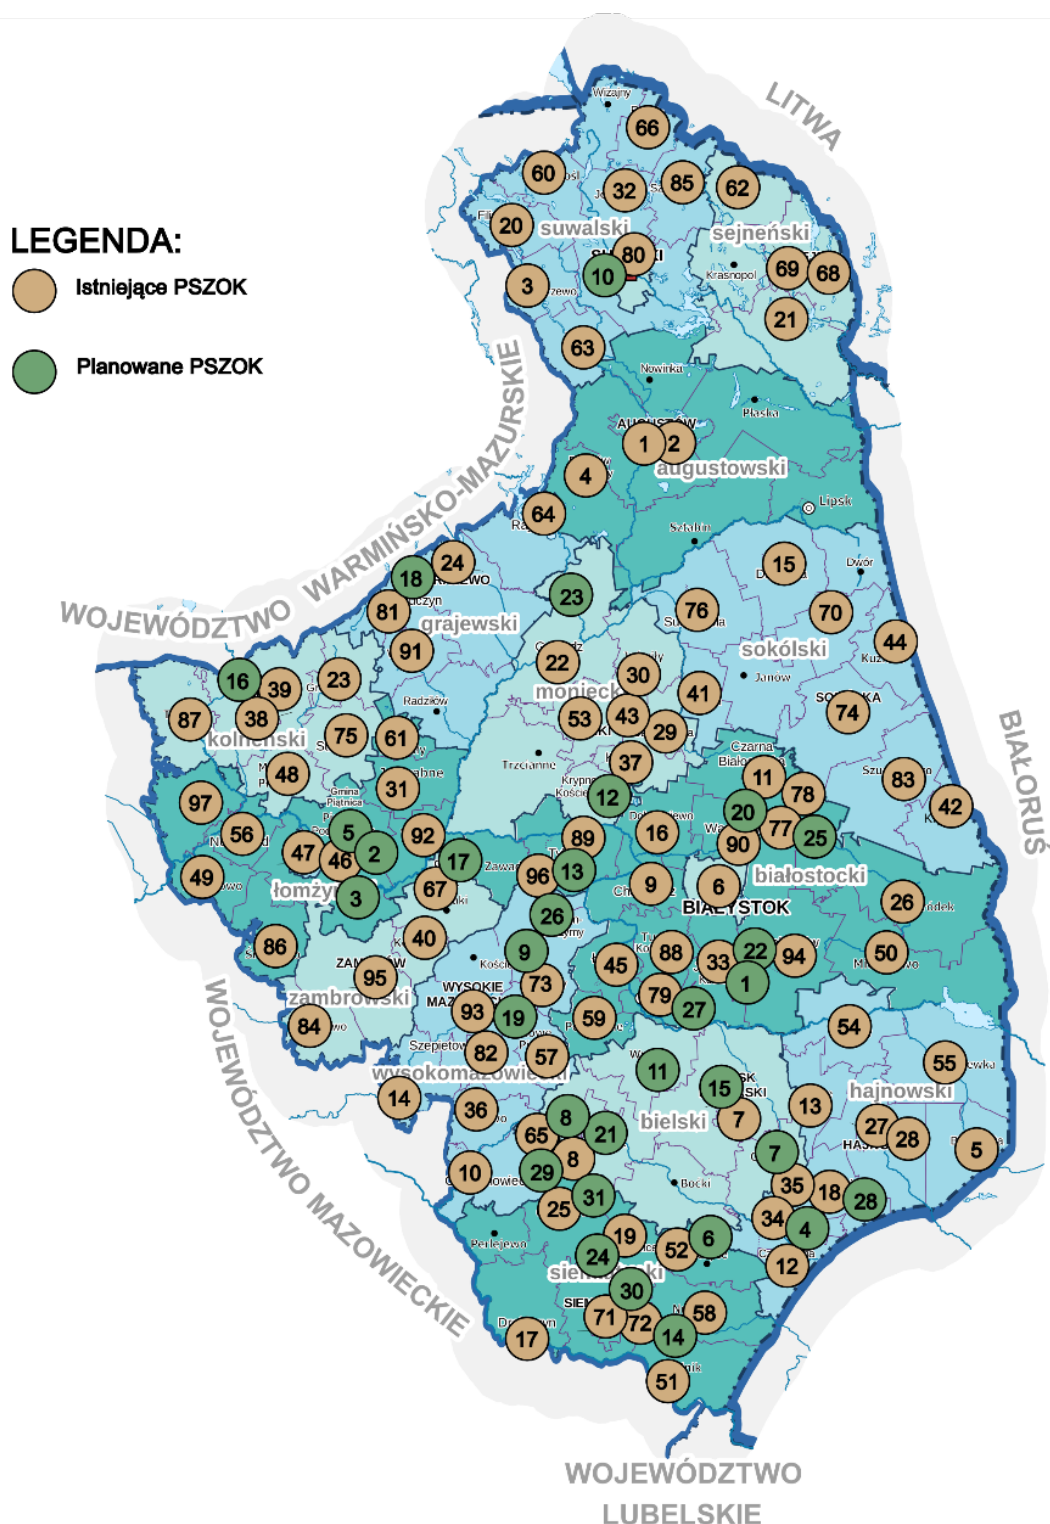 LITWA
Wiżajny
66
60
32
85
62
20
suwalski
sejneński
80
LEGENDA:
69
68
Krasnopol
10
Istniejące PSZOK
3
21
63
Planowane PSZOK
Nowinka
Płaska
WOJEWÓDZTWO WARMIŃSKO-MAZURSKIE
AUGUSTÓW
1
2
augustowski
4
Lipsk
64
Sztabin
24
15
Dwór
18
23
81
76
70
grajewski
44
91
sokólski
22
30
Janów
16
39
23
41
Radziłów
38
53
43
74
87
29
kolneński
75
61
Trzcianne
37
BIAŁORUŚ
48
31
Czarna
11
83
78
Gmina
Piątnica
12
97
42
20
5
56
92
16
77
25
89
90
47
46
2
17
Zawady
96
13
białostocki
49
67
9
6
łomżyński
3
BIAŁYSTOK
26
26
40
86
9
88
22
94
50
45
33
ZAMBRÓW
95
73
1
zambrowski
WYSOKIE
79
27
93
19
59
54
84
82
57
Szepietowo
wysokomazowiecki
11
55
15
hajnowski
14
36
8
bielski
7
13
27
28
65
21
5
8
7
10
29
Boćki
35
18
28
31
25
34
4
Perlejewo
19
52
6
24
12
siemiatycki
30
71
72
58
17
14
51
WOJEWÓDZTWO MAZOWIECKIE
WOJEWÓDZTWO
LUBELSKIE